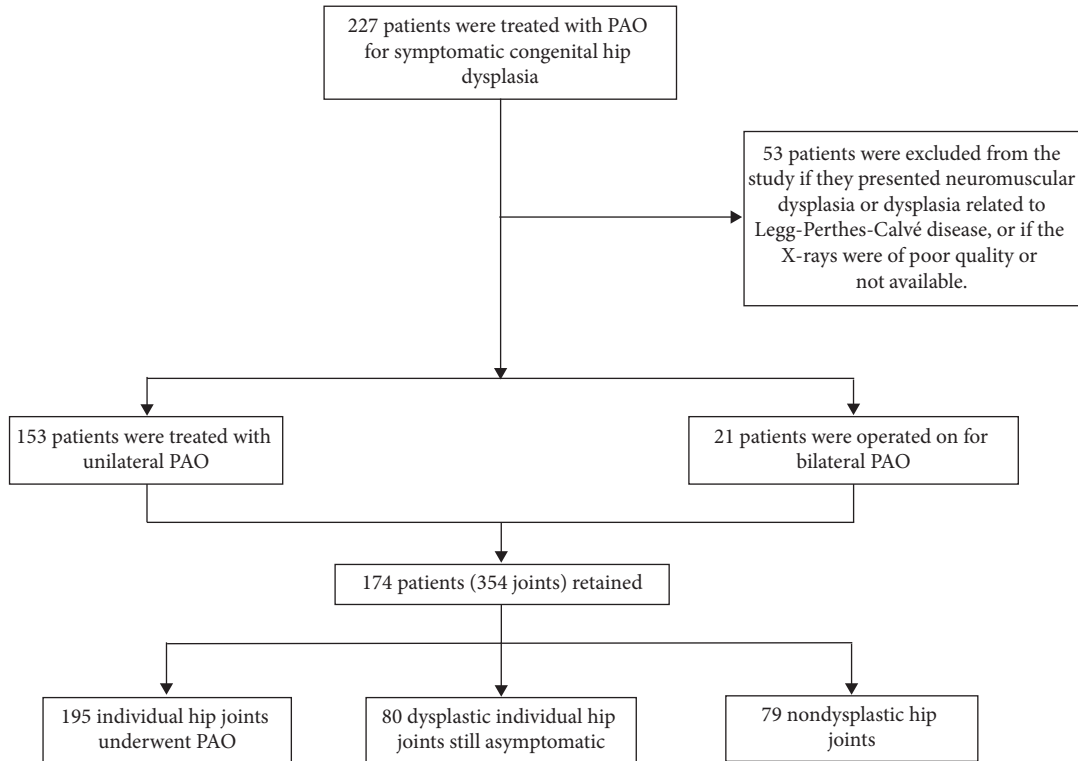 227 patients were treated with PAO
for symptomatic congenital hip
dysplasia
53 patients were excluded from the
study if they presented neuromuscular
dysplasia or dysplasia related to
Legg-Perthes-Calvé disease, or if the
X-rays were of poor quality or
not available.
153 patients were treated with
unilateral PAO
21 patients were operated on for
bilateral PAO
174 patients (354 joints) retained
195 individual hip joints
underwent PAO
80 dysplastic individual hip
joints still asymptomatic
79 nondysplastic hip
joints